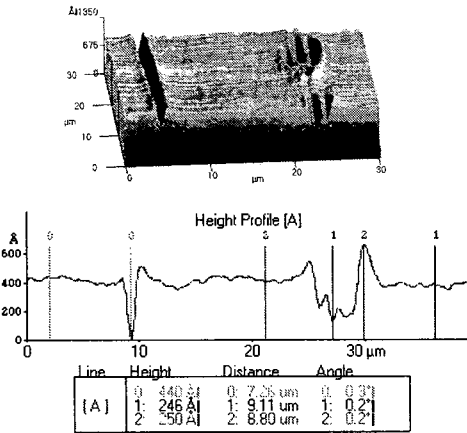 Å 1350
675
0
30
20
μm
10
0
0
10
20
30
μm
Height Profile [A]
Å
0
0
2
1
2
1
600
400
200
0
0
10
20
30 μm
Line Height Distance Angle
[A]
0: 440 Å 0: 7.26 um 0: 0.3°
1: 246 Å 1: 9.11 um 1: 0.2°
2: 250 Å 2: 8.80 um 2: 0.2°